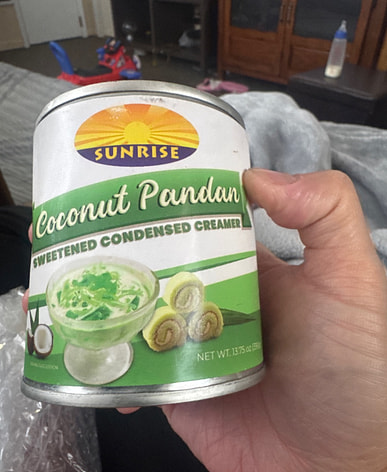 SUNRISE
Coconut Pandan
SWEETENED CONDENSED CREAMER
NET WT. 13.75 oz